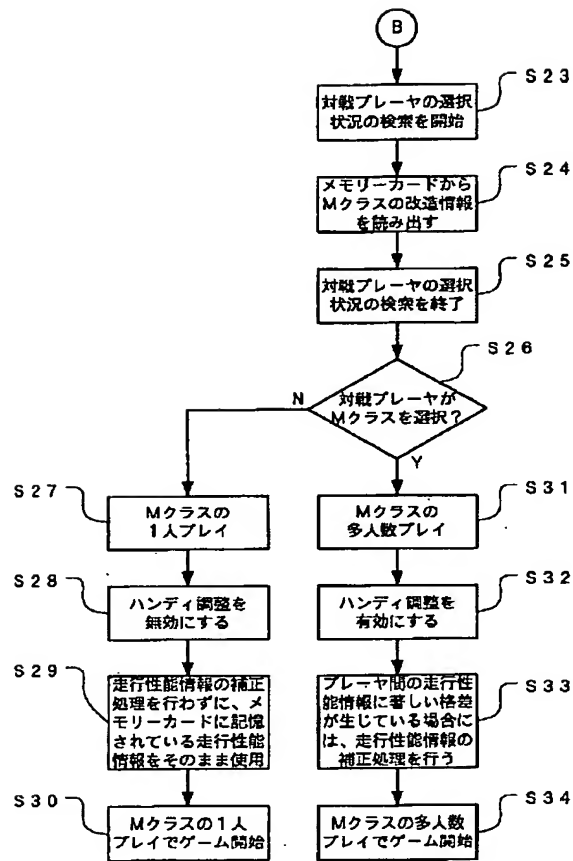 B
S23
対戦プレーヤの選択
状況の検索を開始
S24
メモリーカードから
Mクラスの改造情報
を読み出す
S25
対戦プレーヤの選択
状況の検索を終了
S26
対戦プレーヤが
Mクラスを選択?
N
Y
S27
Mクラスの
1人プレイ
S28
ハンディ調整を
無効にする
S29
走行性能情報の補正
処理を行わずに、メ
モリーカードに記憶
されている走行性能
情報をそのまま使用
S30
Mクラスの1人
プレイでゲーム開始
S31
Mクラスの
多人数プレイ
S32
ハンディ調整を
有効にする
S33
プレーヤ間の走行性
能情報に著しい格差
が生じている場合に
は、走行性能情報の
補正処理を行う
S34
Mクラスの多人数
プレイでゲーム開始